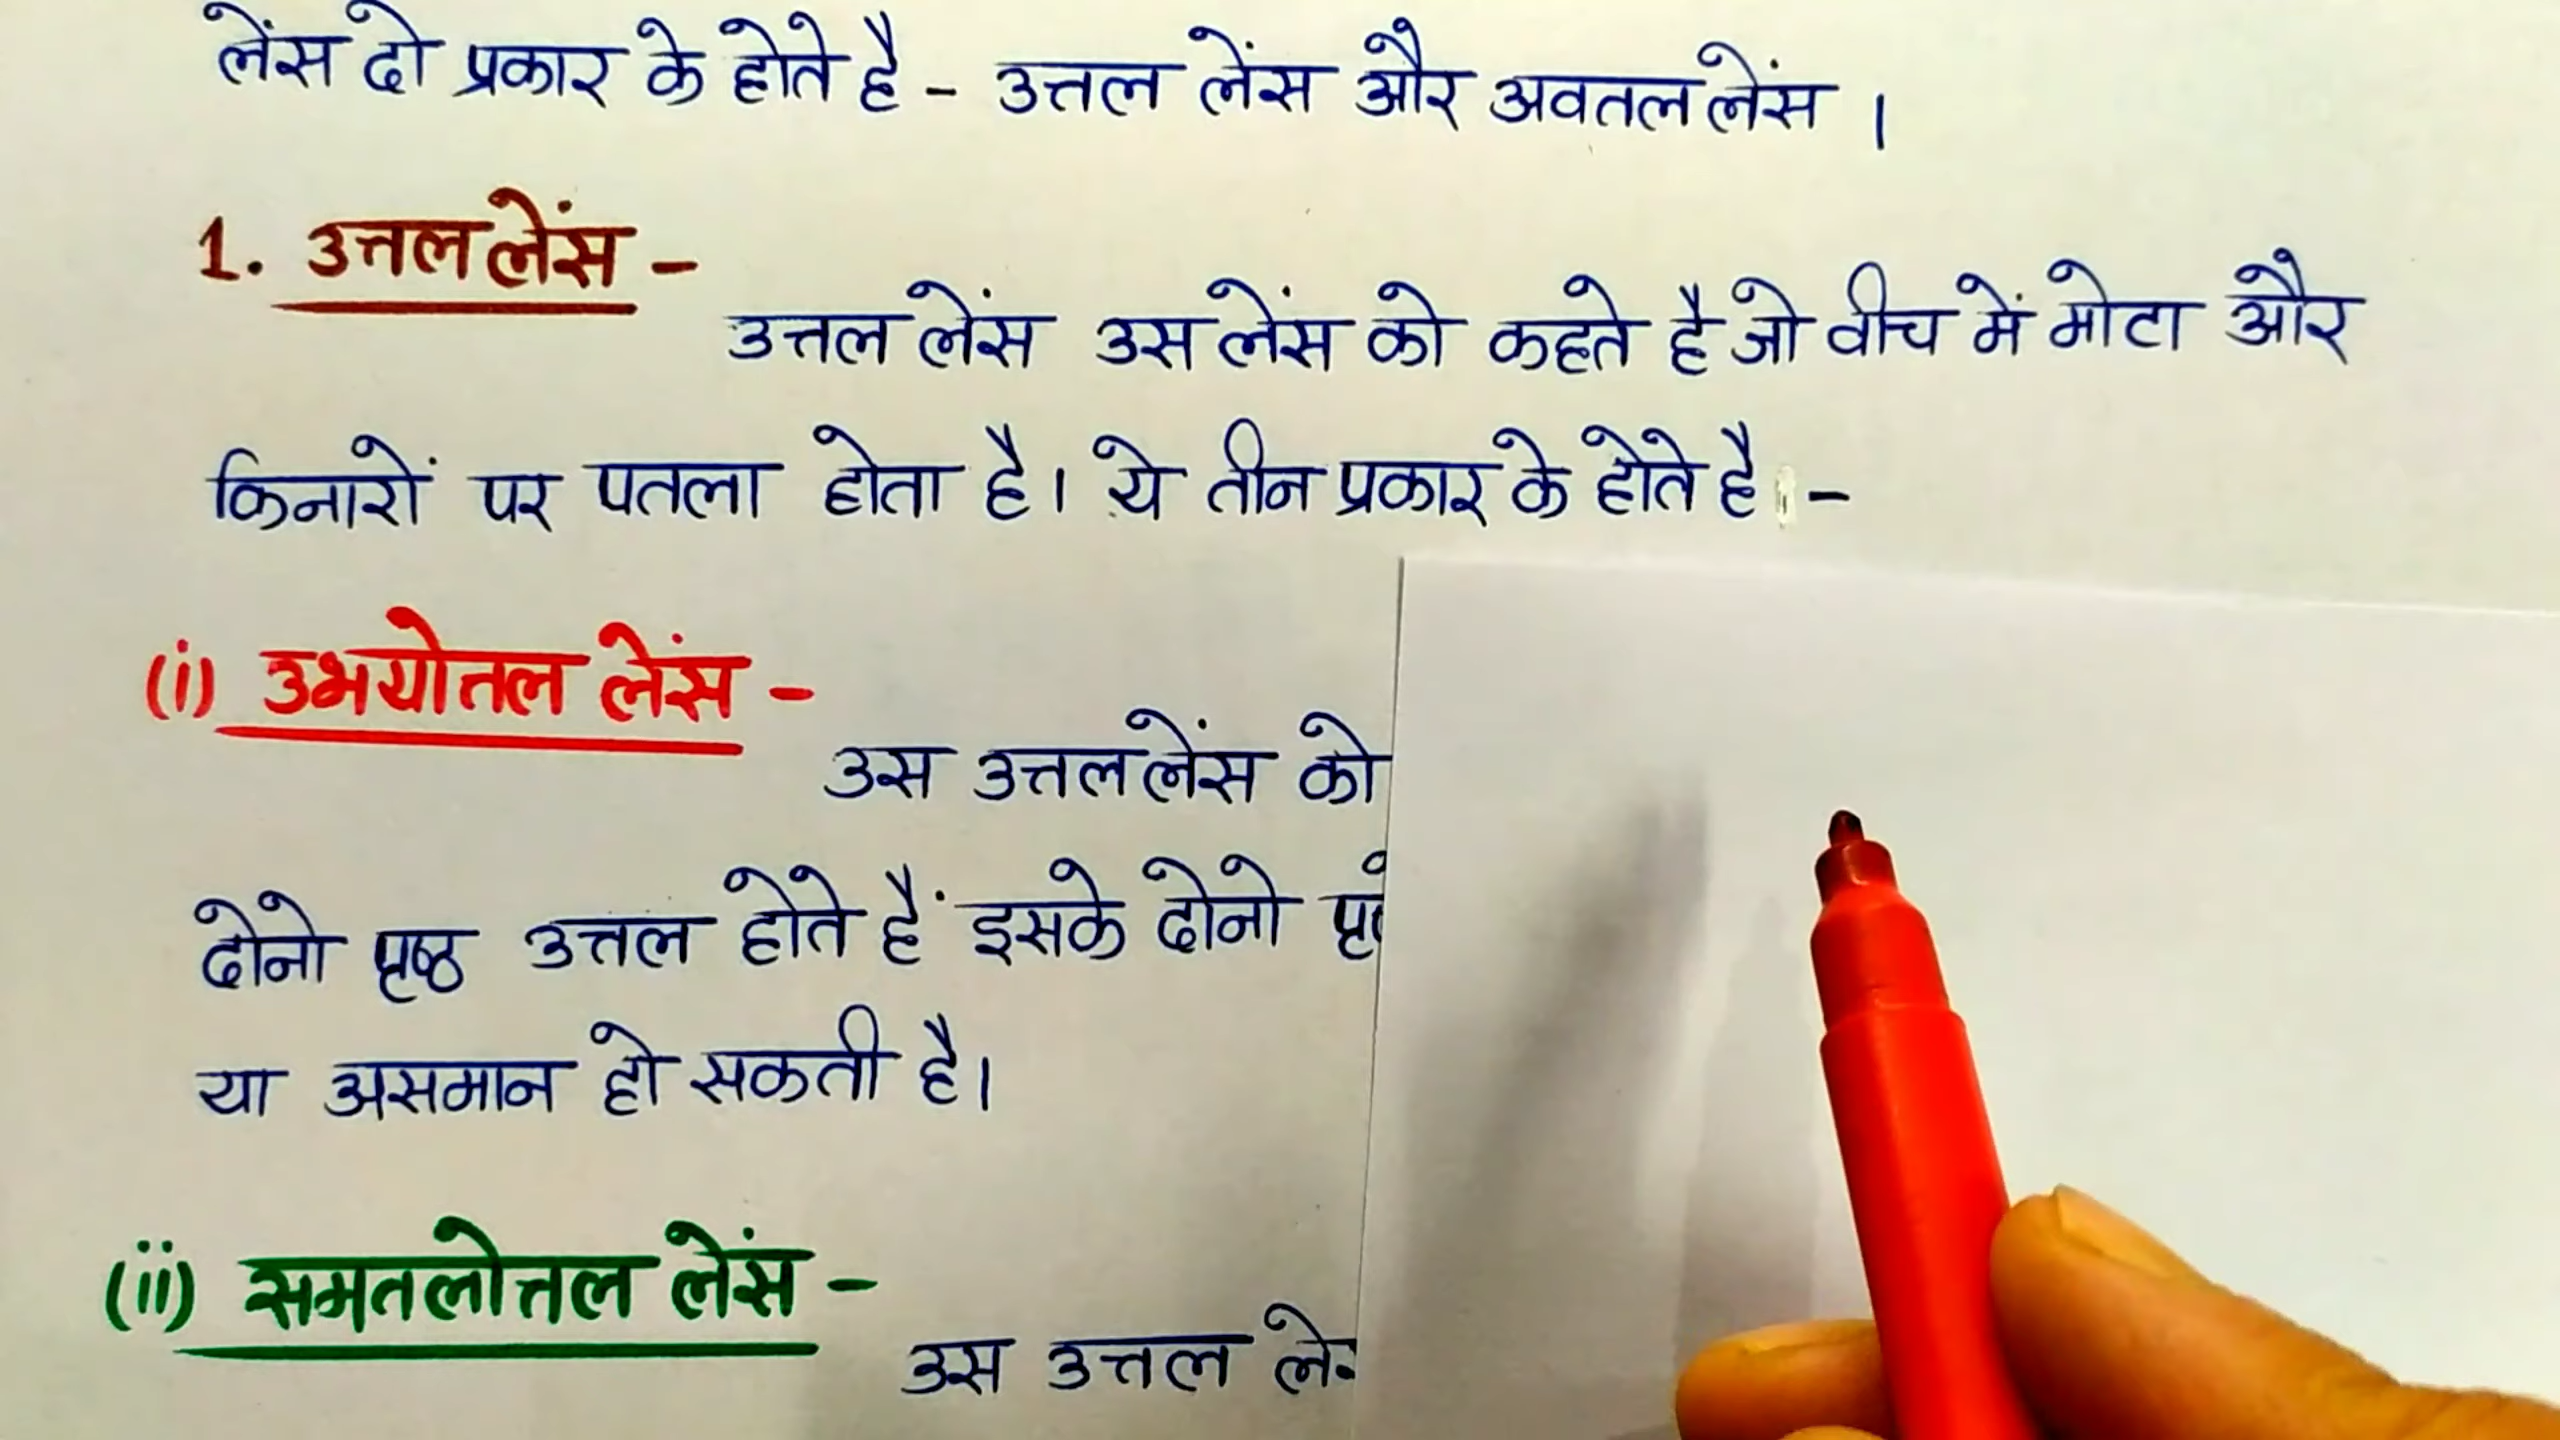 लेंस दो प्रकार के होते है - उत्तल लेंस और अवतल लेंस ।
1. उत्तल लेंस -
उत्तल लेंस उस लेंस को कहते है जो वीच में मोटा और
किनारों पर पतला होता है। ये तीन प्रकार के होते है -
(i) उभयोत्तल लेंस -
उस उत्तल लेंस को
दोनो पृष्ठ उत्तल होते हैं इसके दोनो
या असमान हो सकती है।
(ii) समतलोत्तल लेंस -
उस उत्तल